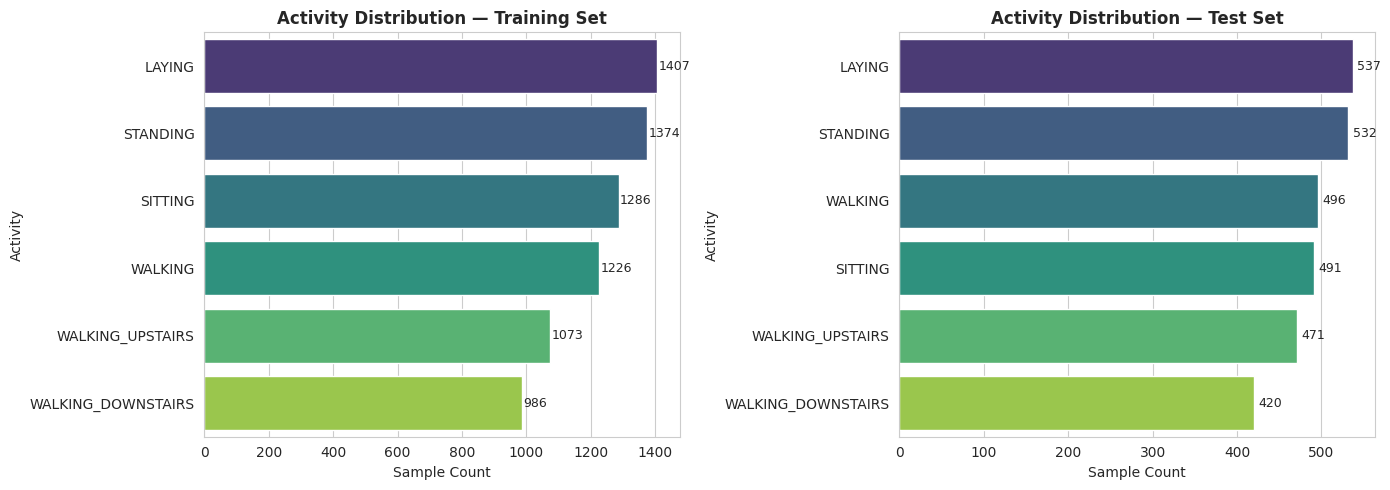 Activity Distribution — Training Set
Activity
LAYING 1407
STANDING 1374
SITTING 1286
WALKING 1226
WALKING_UPSTAIRS 1073
WALKING_DOWNSTAIRS 986
0 200 400 600 800 1000 1200 1400
Sample Count
Activity Distribution — Test Set
Activity
LAYING 537
STANDING 532
WALKING 496
SITTING 491
WALKING_UPSTAIRS 471
WALKING_DOWNSTAIRS 420
0 100 200 300 400 500
Sample Count